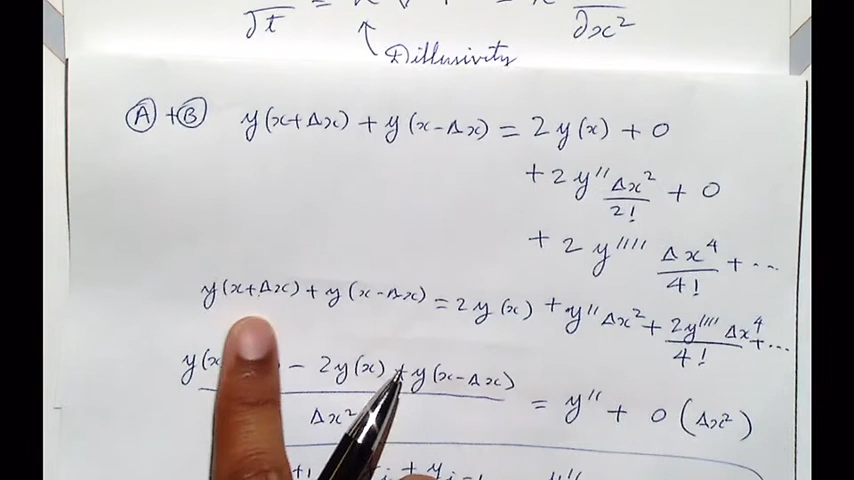 ∂t = ∂x²
Diffusivity
Ⓐ + Ⓑ y(x+Δx) + y(x-Δx) = 2y(x) + 0
+ 2y'' Δx²/2! + 0
+ 2y'''' Δx⁴/4! + ...
y(x+Δx) + y(x-Δx) = 2y(x) + y'' Δx² + 2y'''' Δx⁴/4! + ...
y(x - 2y(x) + y(x-Δx) / Δx² = y'' + O(Δx²)